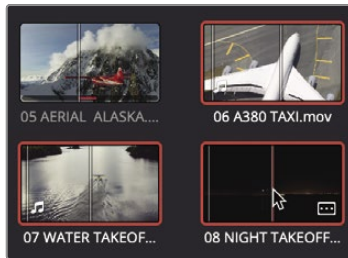 05 AERIAL ALASKA....
06 A380 TAXI.mov
07 WATER TAKEOF...
08 NIGHT TAKEOFF...